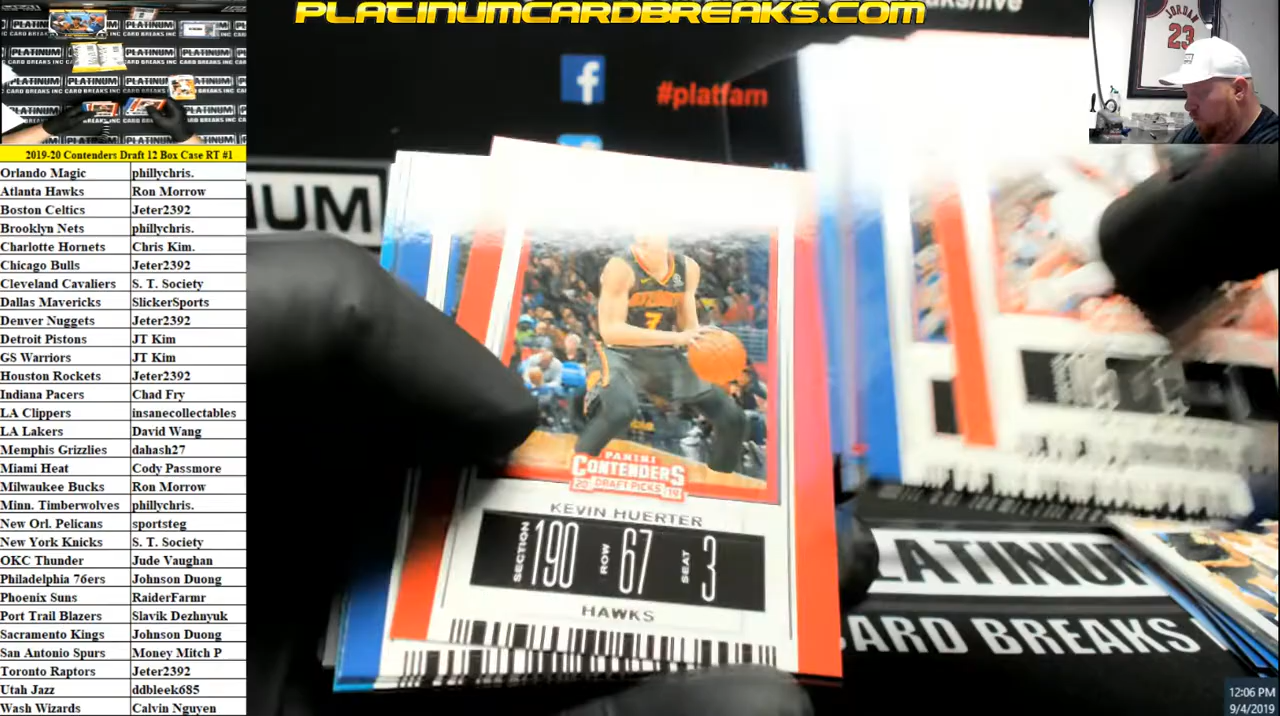 PLATINUMCARDBREAKS.COM
#platfam
JORDAN
23
2019-20 Contenders Draft 12 Box Case RT #1
Orlando Magic phillychris.
Atlanta Hawks Ron Morrow
Boston Celtics Jeter2392
Brooklyn Nets phillychris.
Charlotte Hornets Chris Kim.
Chicago Bulls Jeter2392
Cleveland Cavaliers S. T. Society
Dallas Mavericks SlickerSports
Denver Nuggets Jeter2392
Detroit Pistons JT Kim
GS Warriors JT Kim
Houston Rockets Jeter2392
Indiana Pacers Chad Fry
LA Clippers insanecollectables
LA Lakers David Wang
Memphis Grizzlies dahash27
Miami Heat Cody Passmore
Milwaukee Bucks Ron Morrow
Minn. Timberwolves phillychris.
New Orl. Pelicans sportsteg
New York Knicks S. T. Society
OKC Thunder Jude Vaughan
Philadelphia 76ers Johnson Duong
Phoenix Suns RaiderFarmr
Port Trail Blazers Slavik Dezhnyuk
Sacramento Kings Johnson Duong
San Antonio Spurs Money Mitch P
Toronto Raptors Jeter2392
Utah Jazz ddbleek685
Wash Wizards Calvin Nguyen
PANINI
CONTENDERS
20 DRAFT PICKS 19
KEVIN HUERTER
SECTION 190 ROW 67 SEAT 3
HAWKS
PLATINUM
CARD BREAKS
12:06 PM
9/4/2019